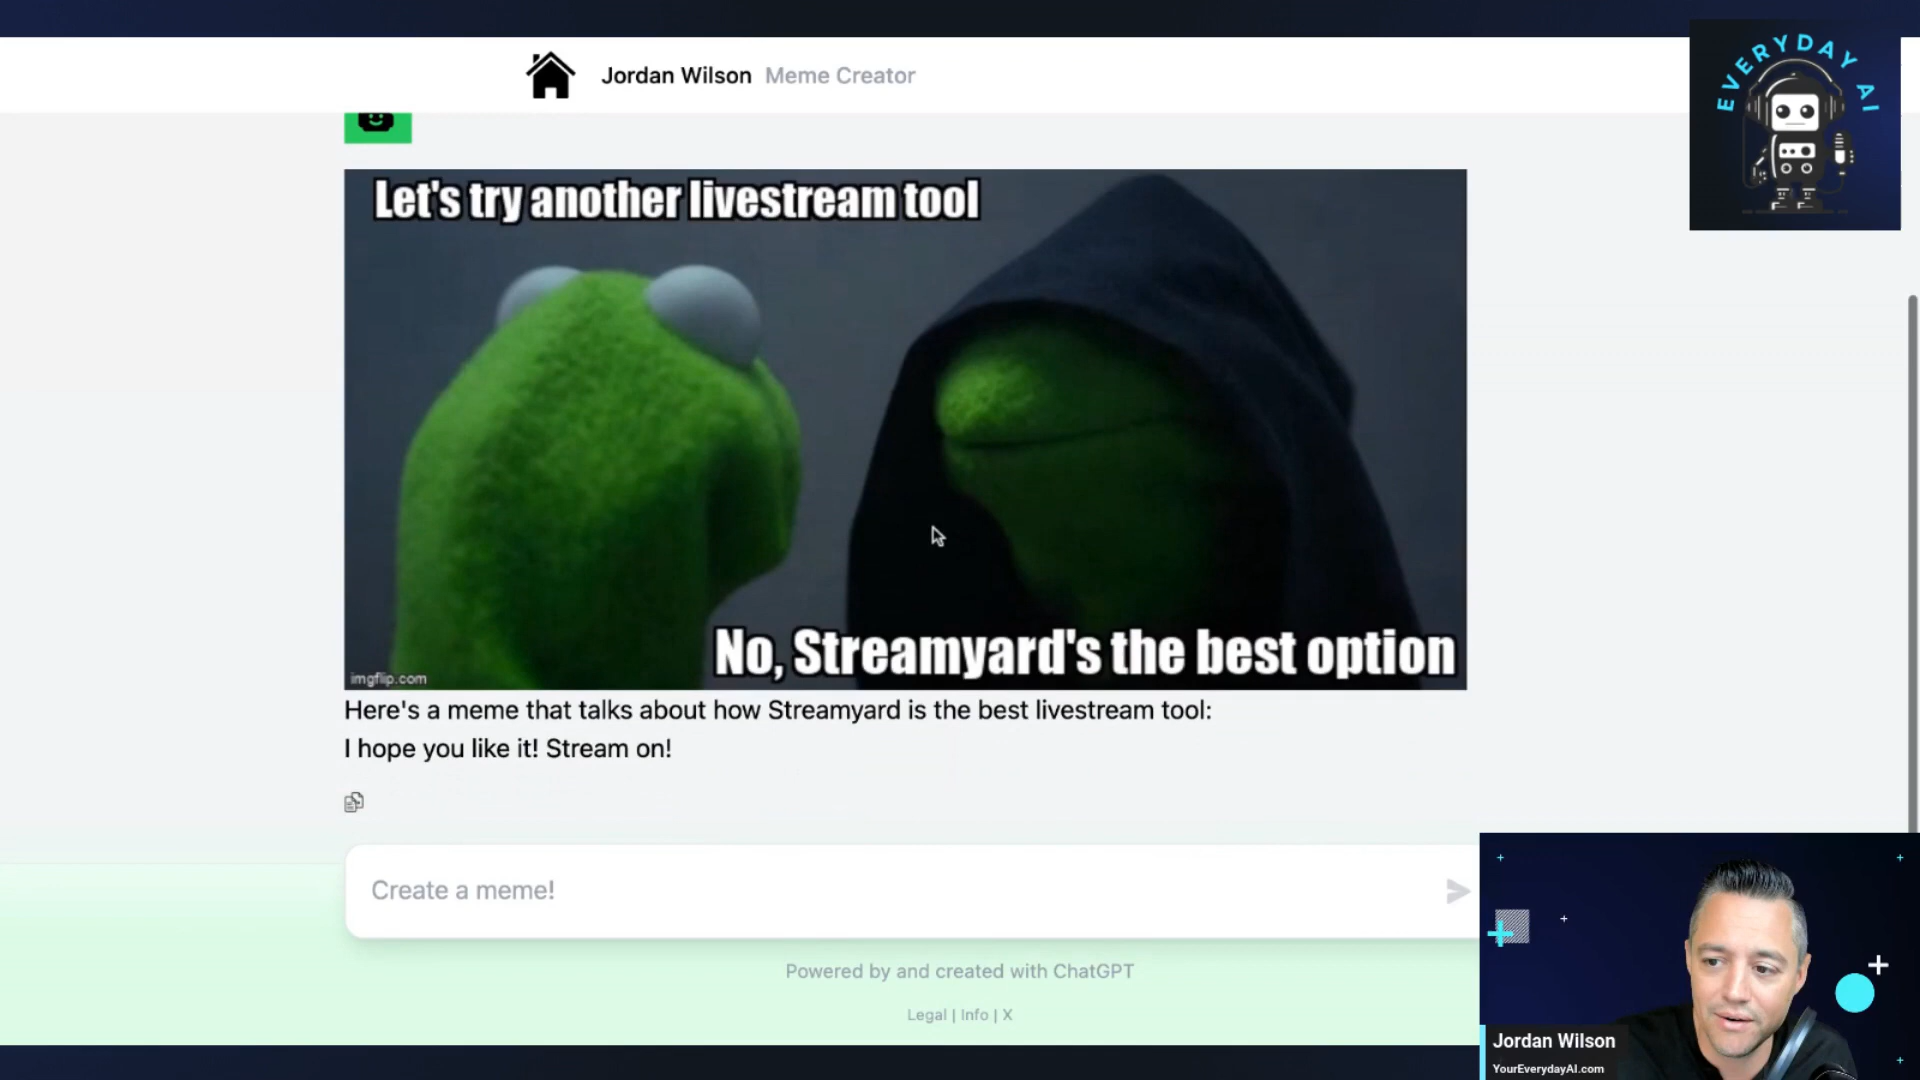 Jordan Wilson Meme Creator
EVERYDAY AI
Let's try another livestream tool
No, Streamyard's the best option
imgflip.com
Here's a meme that talks about how Streamyard is the best livestream tool:
I hope you like it! Stream on!
Create a meme!
Powered by and created with ChatGPT
Legal | Info | X
Jordan Wilson
YourEverydayAI.com